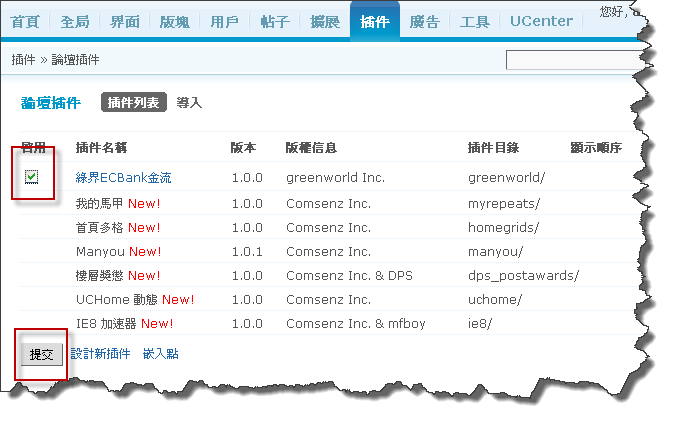 首頁 全局 界面 版塊 用戶 帖子 擴展 插件 廣告 工具 UCenter 您好,
插件 » 論壇插件
論壇插件 插件列表 導入
啓用 插件名稱 版本 版權信息 插件目錄 顯示順序
綠界ECBank金流 1.0.0 greenworld Inc. greenworld/
我的馬甲 New! 1.0.0 Comsenz Inc. myrepeats/
首頁多格 New! 1.0.0 Comsenz Inc. homegrids/
Manyou New! 1.0.1 Comsenz Inc. manyou/
樓層獎懲 New! 1.0.0 Comsenz Inc. & DPS dps_postawards/
UCHome 動態 New! 1.0.0 Comsenz Inc. uchome/
IE8 加速器 New! 1.0.0 Comsenz Inc. & mfboy ie8/
提交 設計新插件 嵌入點